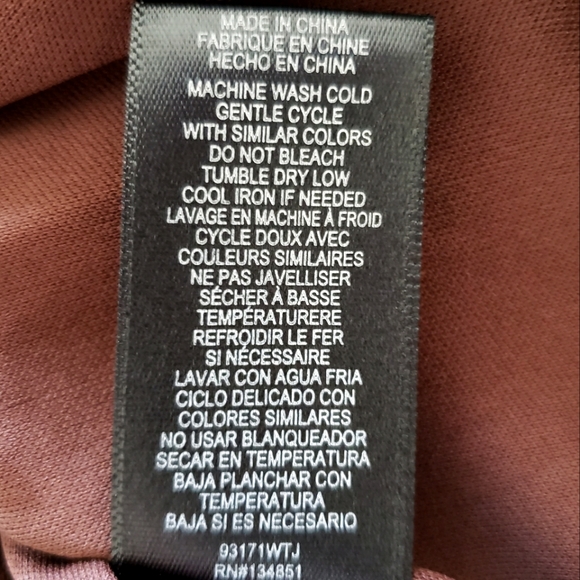 MADE IN CHINA
FABRIQUE EN CHINE
HECHO EN CHINA
MACHINE WASH COLD
GENTLE CYCLE
WITH SIMILAR COLORS
DO NOT BLEACH
TUMBLE DRY LOW
COOL IRON IF NEEDED
LAVAGE EN MACHINE À FROID
CYCLE DOUX AVEC
COULEURS SIMILAIRES
NE PAS JAVELLISER
SÉCHER À BASSE
TEMPÉRATURERE
REFROIDIR LE FER
SI NÉCESSAIRE
LAVAR CON AGUA FRIA
CICLO DELICADO CON
COLORES SIMILARES
NO USAR BLANQUEADOR
SECAR EN TEMPERATURA
BAJA PLANCHAR CON
TEMPERATURA
BAJA SI ES NECESARIO
93171WTJ
RN#134851